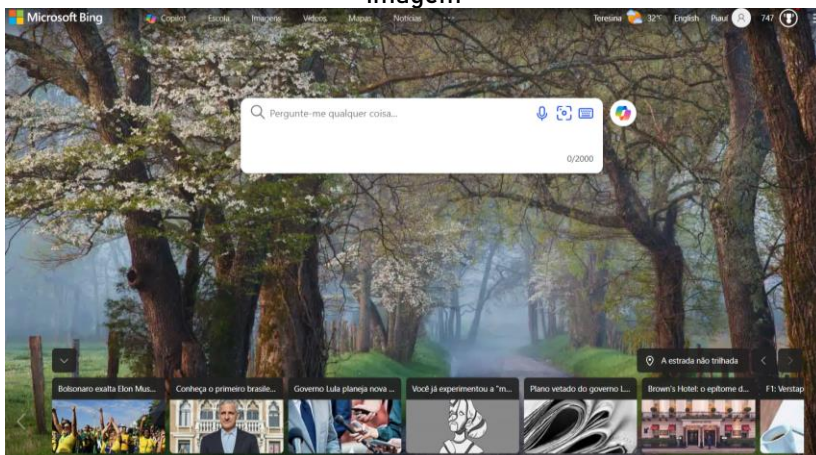 Imagem
Microsoft Bing Copilot Escola Imagens Vídeos Mapas Notícias ... Teresina 32°C English Piauí 747
Pergunte-me qualquer coisa...
0/2000
A estrada não trilhada
Bolsonaro exalta Elon Mus... Conheça o primeiro brasile... Governo Lula planeja nova ... Você já experimentou a "m... Plano vetado do governo L... Brown's Hotel: o epítome d... F1: Verstap